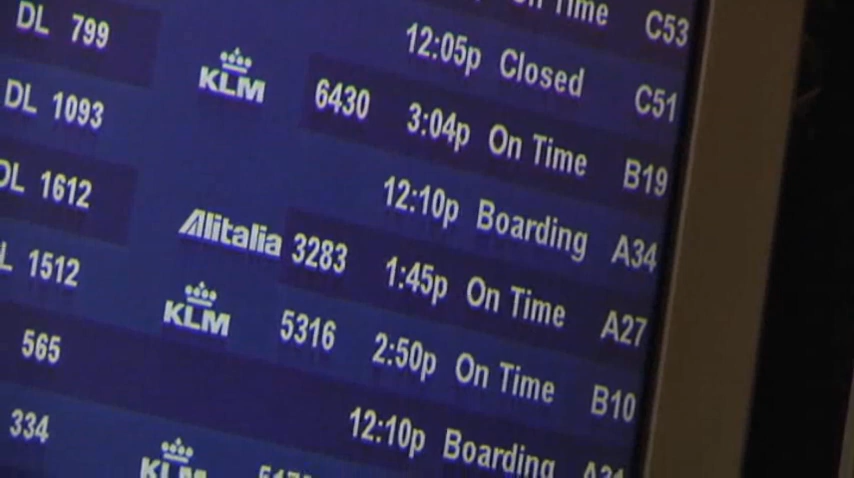 Time C53
12:05p Closed C51
DL 799 KLM 6430 3:04p On Time B19
DL 1093 12:10p Boarding A34
DL 1612 Alitalia 3283 1:45p On Time A27
1512 KLM 5316 2:50p On Time B10
565 12:10p Boarding
334 KLM